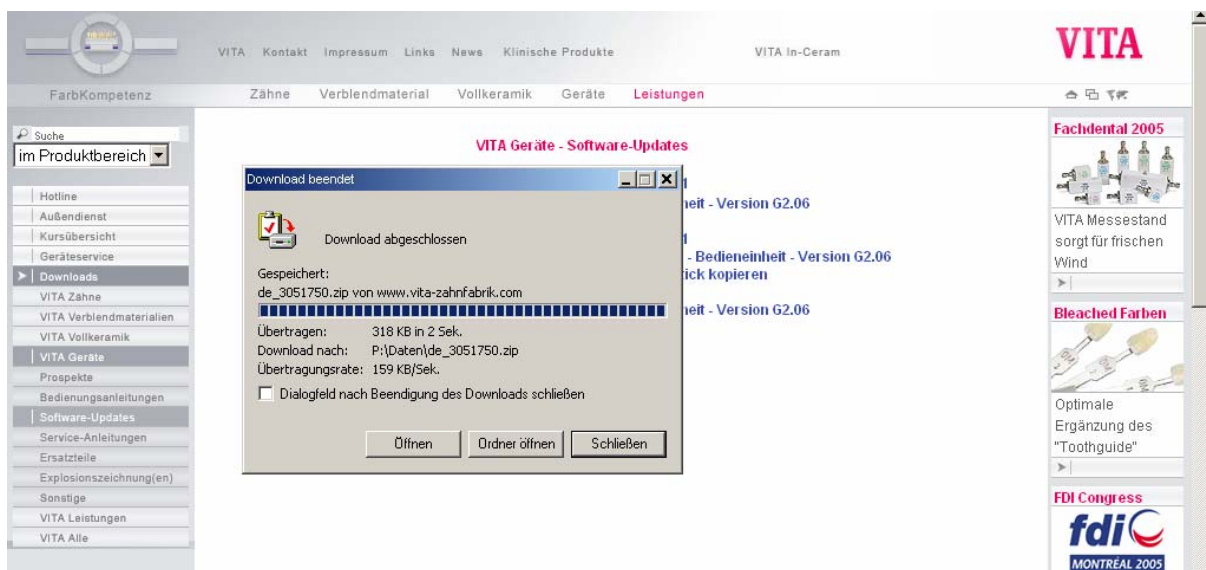 VITA Kontakt Impressum Links News Klinische Produkte VITA In-Ceram
VITA
FarbKompetenz
Zähne Verblendmaterial Vollkeramik Geräte Leistungen
Suche
im Produktbereich
Hotline
Außendienst
Kursübersicht
Geräteservice
Downloads
VITA Zähne
VITA Verblendmaterialien
VITA Vollkeramik
VITA Geräte
Prospekte
Bedienungsanleitungen
Software-Updates
Service-Anleitungen
Ersatzteile
Explosionszeichnung(en)
Sonstige
VITA Leistungen
VITA Alle
VITA Geräte - Software-Updates
1
heit - Version G2.06
1
- Bedieneinheit - Version G2.06
tick kopieren
heit - Version G2.06
Download beendet
Download abgeschlossen
Gespeichert:
de_3051750.zip von www.vita-zahnfabrik.com
Übertragen: 318 KB in 2 Sek.
Download nach: P:\Daten\de_3051750.zip
Übertragungsrate: 159 KB/Sek.
Dialogfeld nach Beendigung des Downloads schließen
Öffnen Ordner öffnen Schließen
Fachdental 2005
VITA Messestand
sorgt für frischen
Wind
Bleached Farben
Optimale
Ergänzung des
"Toothguide"
FDI Congress
fdi
MONTRÉAL 2005